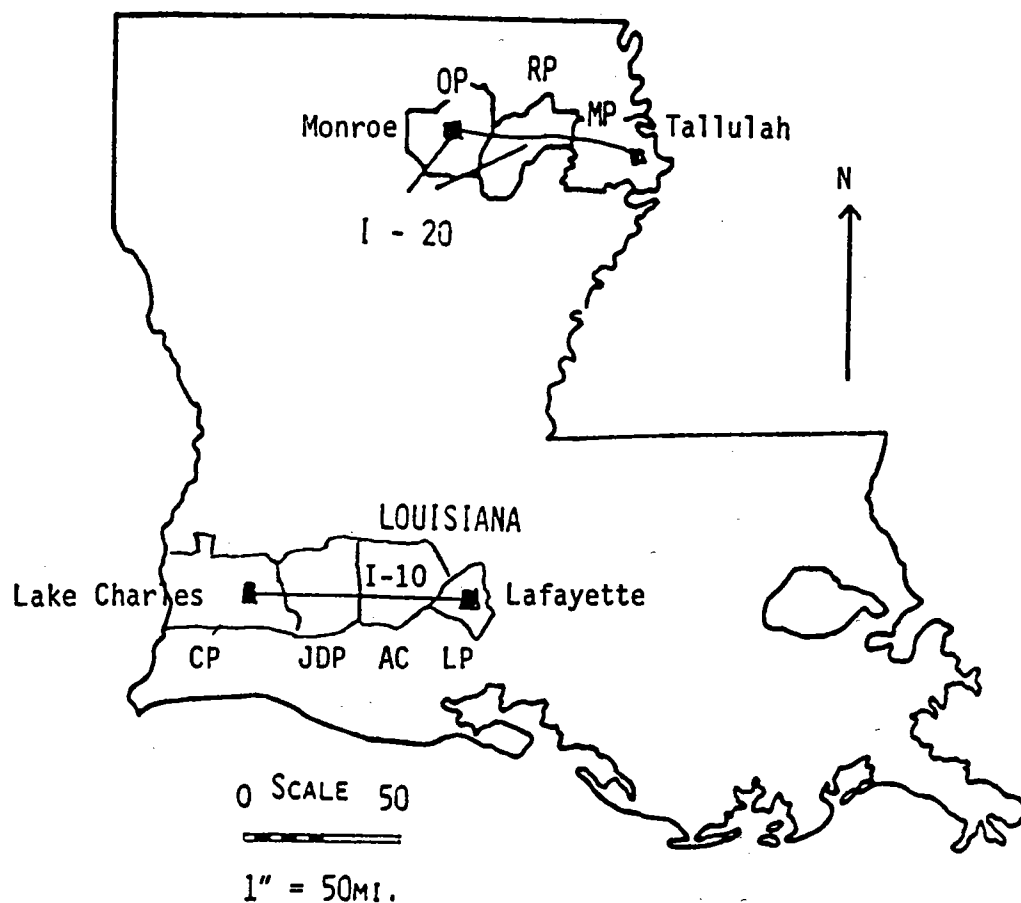 OP
RP
MP
Monroe
Tallulah
I - 20
N
LOUISIANA
I-10
Lake Charles
Lafayette
CP
JDP
AC
LP
0 SCALE 50
1" = 50MI.